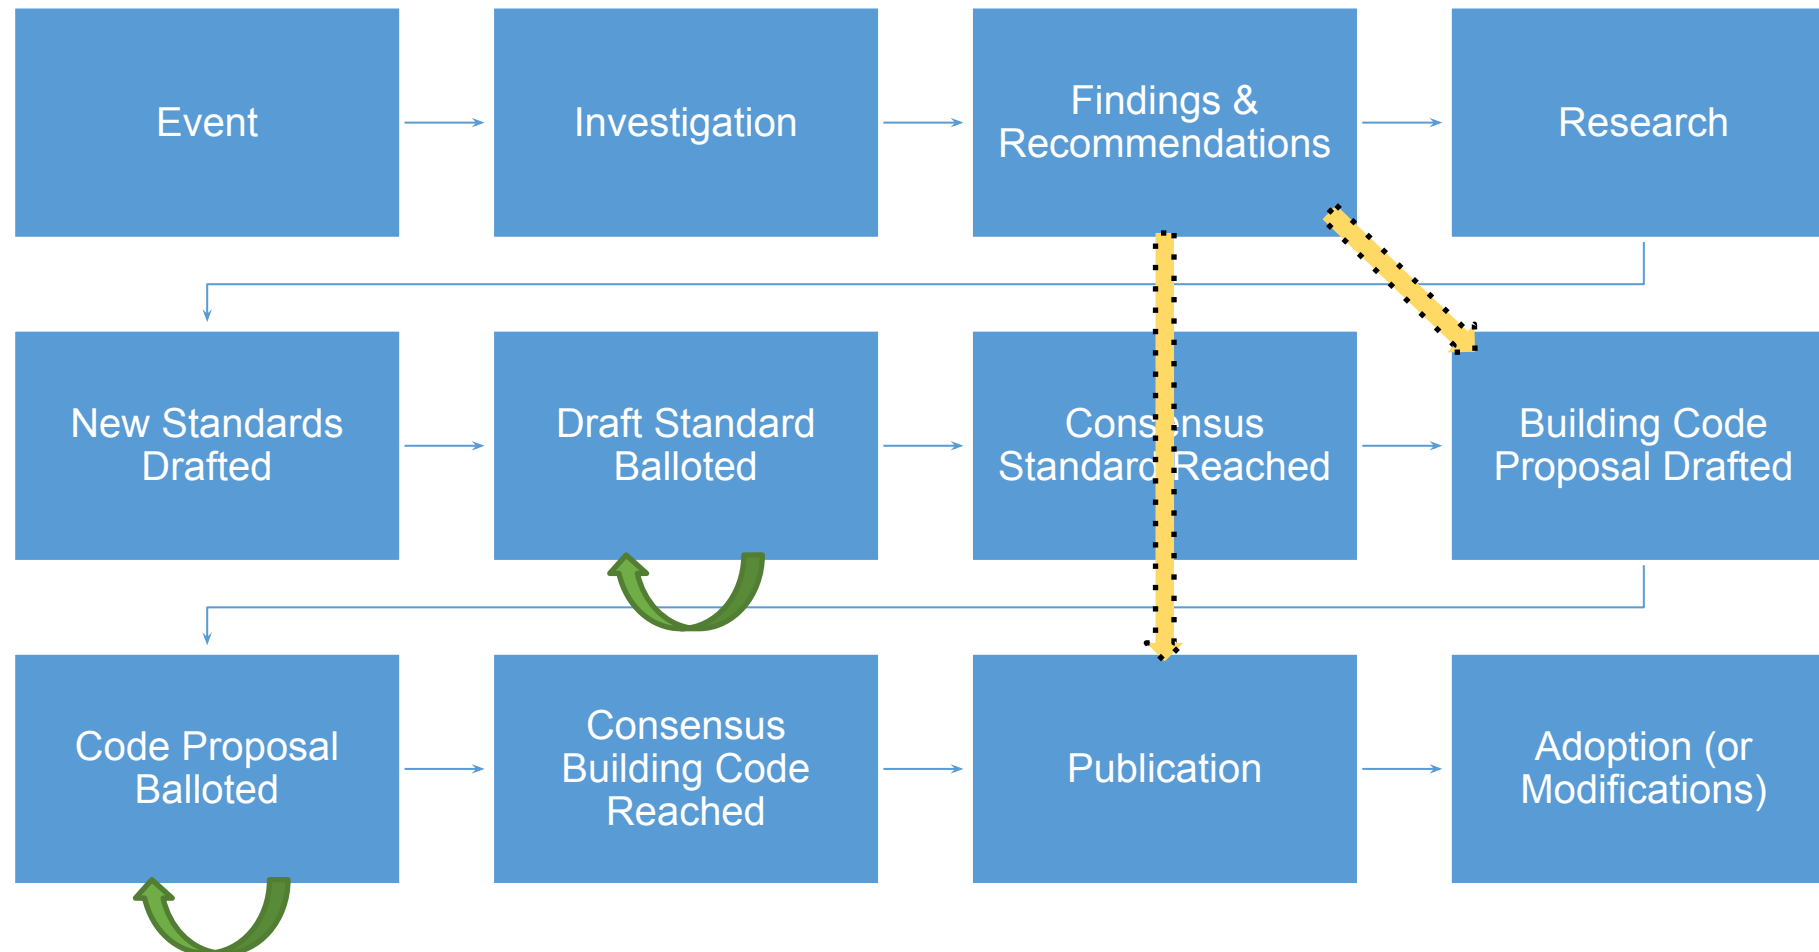 Event
Investigation
Findings &
Recommendations
Research
New Standards
Drafted
Draft Standard
Balloted
Consensus
Standard Reached
Building Code
Proposal Drafted
Code Proposal
Balloted
Consensus
Building Code
Reached
Publication
Adoption (or
Modifications)